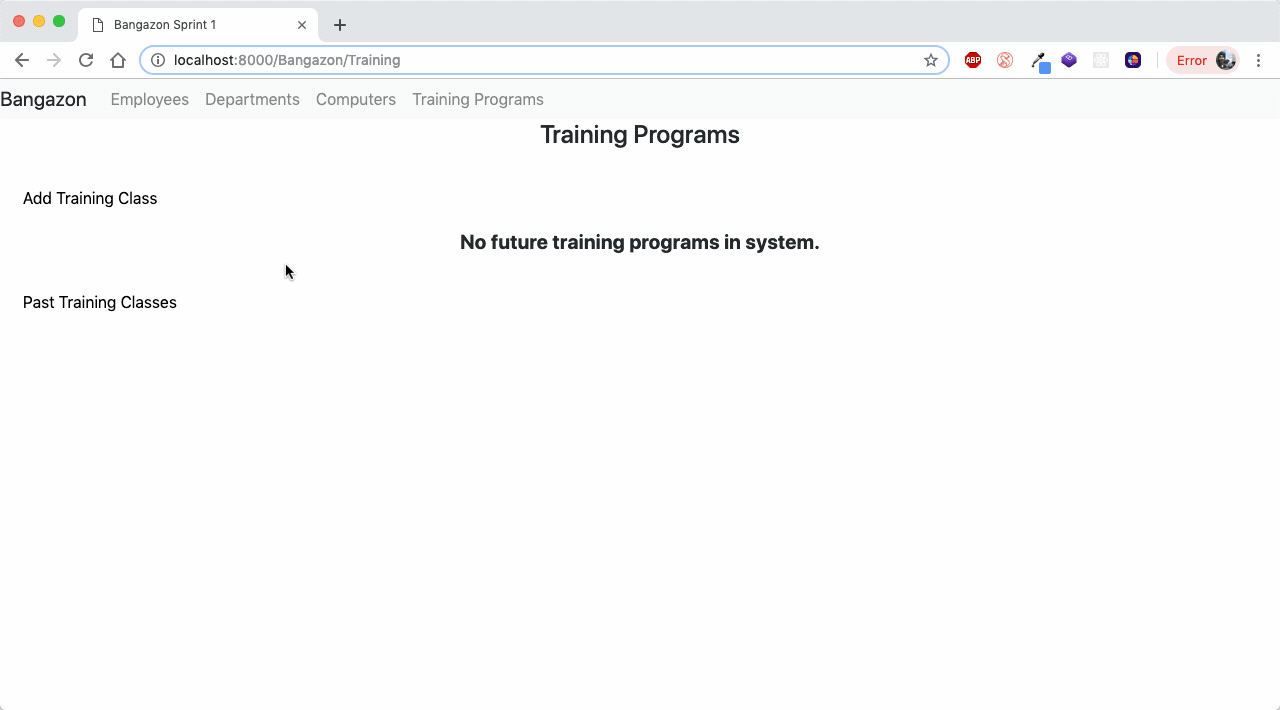 Bangazon Sprint 1
localhost:8000/Bangazon/Training
ABP
Error
Bangazon Employees Departments Computers Training Programs
Training Programs
Add Training Class
No future training programs in system.
Past Training Classes